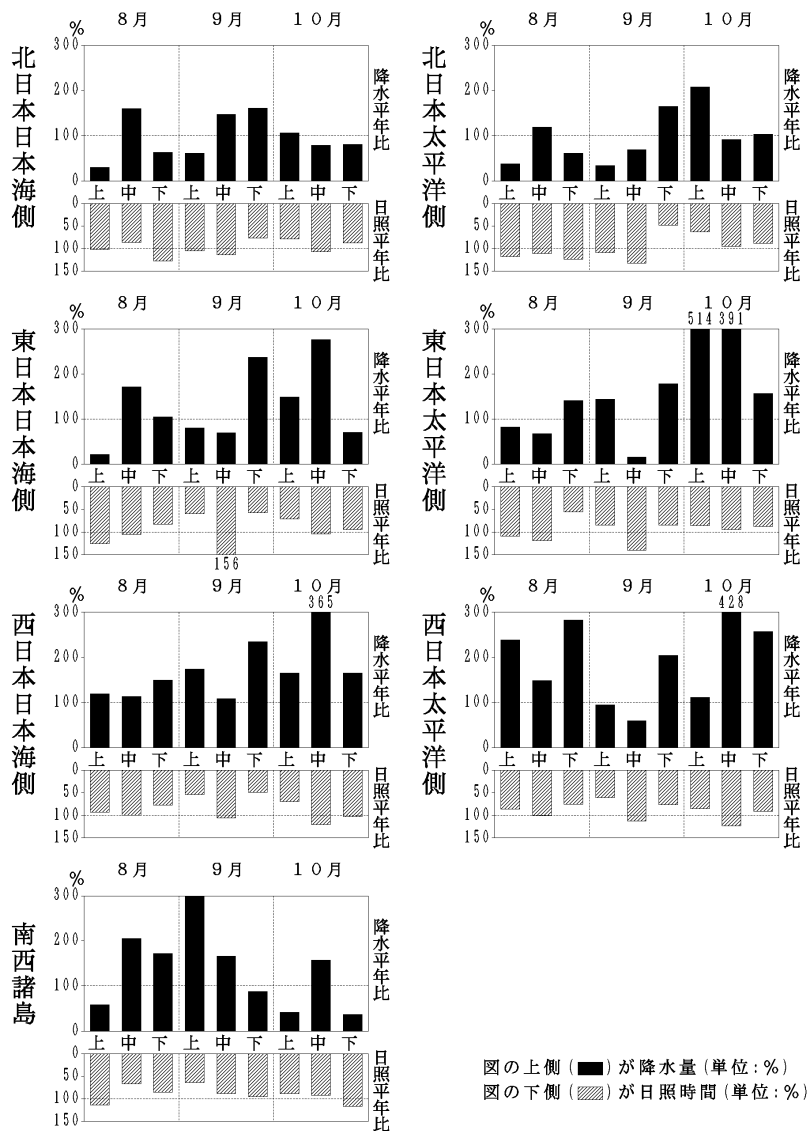 8月 9月 10月
%
北日本日本海側
300
200
100
0
降水平年比
上 中 下 上 中 下 上 中 下
0
50
100
150
日照平年比
8月 9月 10月
%
北日本太平洋側
300
200
100
0
降水平年比
上 中 下 上 中 下 上 中 下
0
50
100
150
日照平年比
8月 9月 10月
%
東日本日本海側
300
200
100
0
降水平年比
上 中 下 上 中 下 上 中 下
0
50
100
150
日照平年比
156
8月 9月 10月
%
514 391
東日本太平洋側
300
200
100
0
降水平年比
上 中 下 上 中 下 上 中 下
0
50
100
150
日照平年比
8月 9月 10月
%
365
西日本日本海側
300
200
100
0
降水平年比
上 中 下 上 中 下 上 中 下
0
50
100
150
日照平年比
8月 9月 10月
%
428
西日本太平洋側
300
200
100
0
降水平年比
上 中 下 上 中 下 上 中 下
0
50
100
150
日照平年比
8月 9月 10月
%
南西諸島
300
200
100
0
降水平年比
上 中 下 上 中 下 上 中 下
0
50
100
150
日照平年比
図の上側(■)が降水量(単位:%)
図の下側(▨)が日照時間(単位:%)